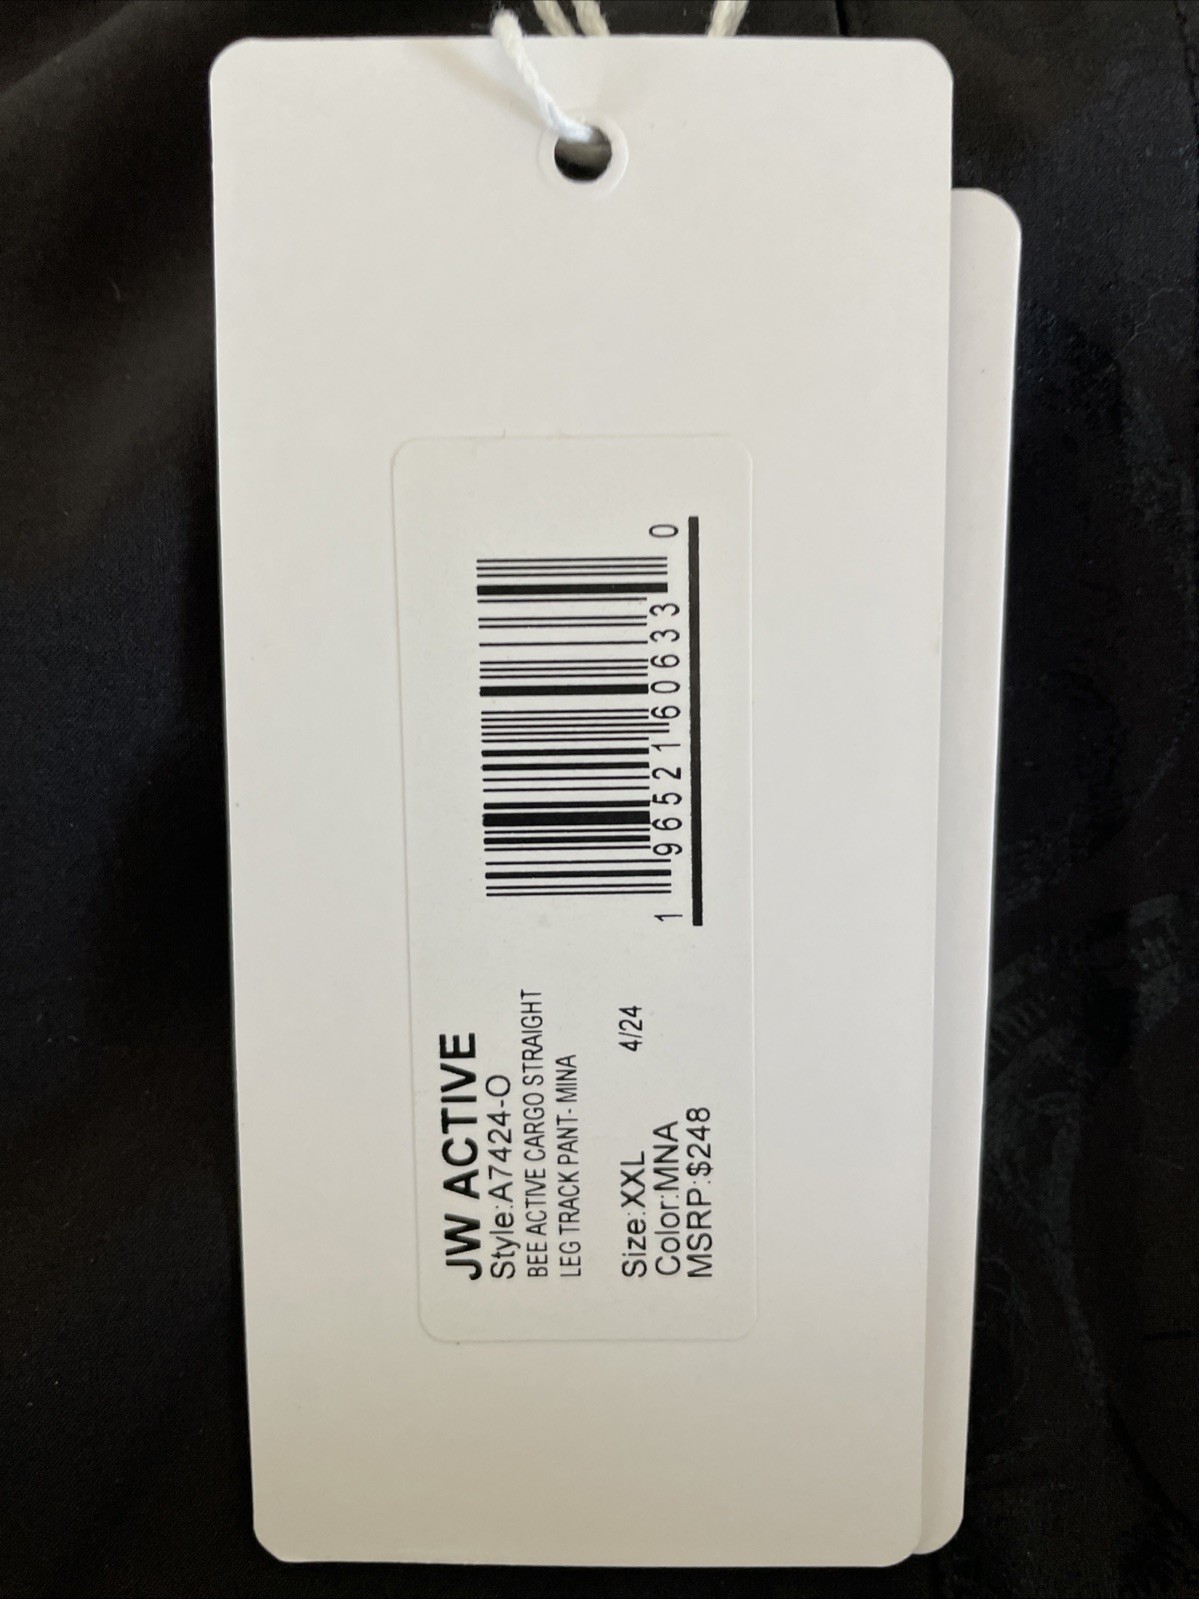 JW ACTIVE
Style:A7424-O
BEE ACTIVE CARGO STRAIGHT
LEG TRACK PANT- MINA
4/24
Size:XXL
Color:MNA
MSRP:$248
1 96521 60633 0